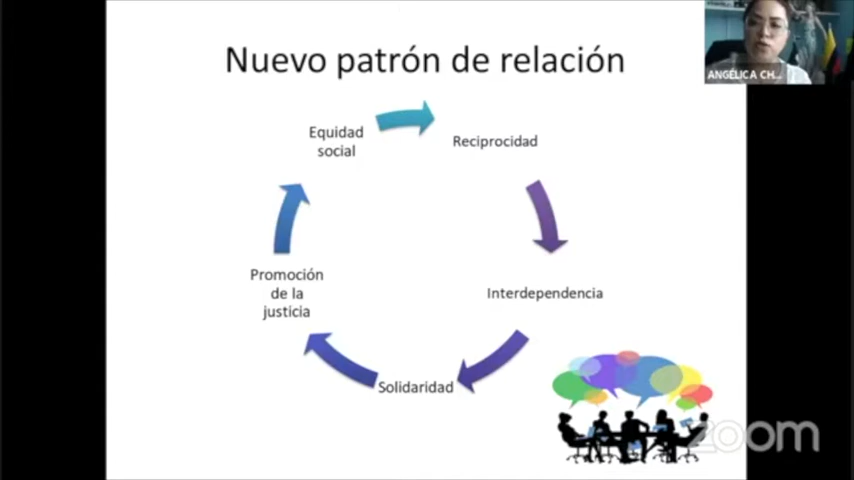 Nuevo patrón de relación
ANGÉLICA CH...
Equidad
social
Reciprocidad
Promoción
de la
justicia
Interdependencia
Solidaridad
zoom